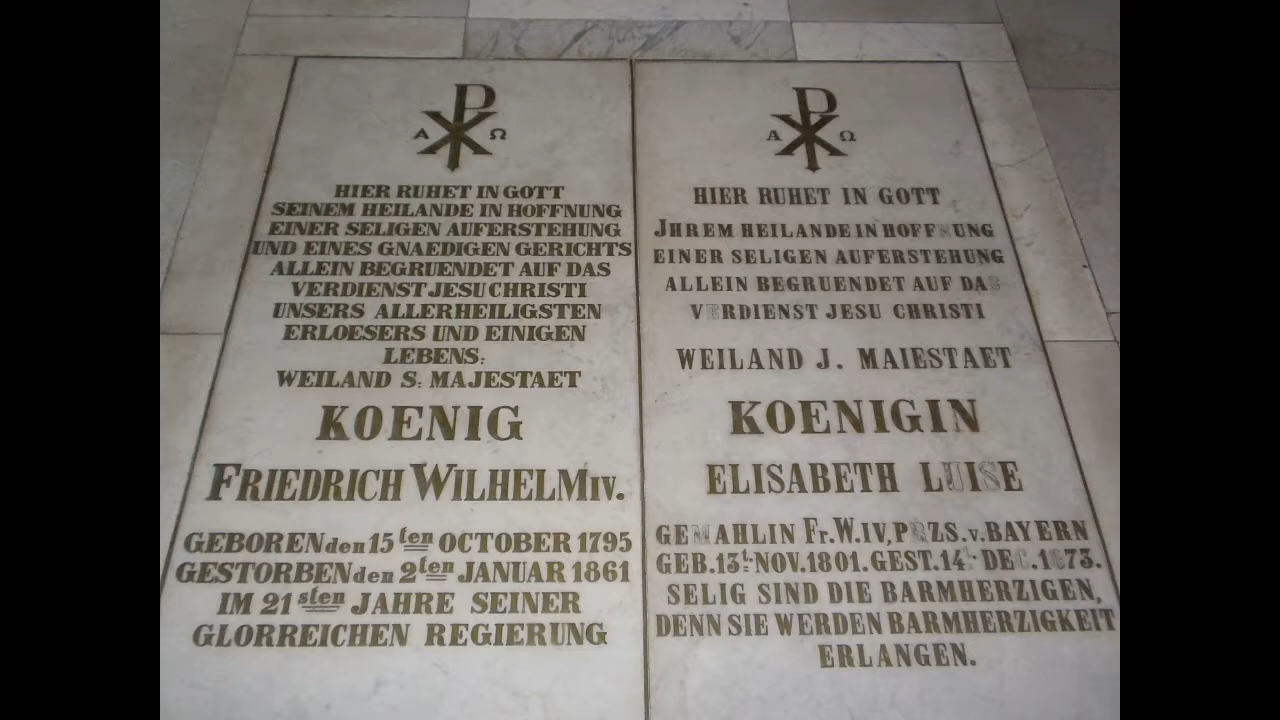 Α Ω
HIER RUHET IN GOTT
SEINEM HEILANDE IN HOFFNUNG
EINER SELIGEN AUFERSTEHUNG
UND EINES GNAEDIGEN GERICHTS
ALLEIN BEGRUENDET AUF DAS
VERDIENST JESU CHRISTI
UNSERS ALLERHEILIGSTEN
ERLOESERS UND EINIGEN
LEBENS:
WEILAND S: MAJESTAET
KOENIG
FRIEDRICH WILHELM IV.
GEBOREN den 15ten OCTOBER 1795
GESTORBEN den 2ten JANUAR 1861
IM 21sten JAHRE SEINER
GLORREICHEN REGIERUNG
Α Ω
HIER RUHET IN GOTT
JHREM HEILANDE IN HOFFNUNG
EINER SELIGEN AUFERSTEHUNG
ALLEIN BEGRUENDET AUF DAS
VERDIENST JESU CHRISTI
WEILAND J. MAIESTAET
KOENIGIN
ELISABETH LUISE
GEMAHLIN Fr.W.IV, PRZS.v.BAYERN
GEB.13t. NOV.1801.GEST.14t. DEC.1873.
SELIG SIND DIE BARMHERZIGEN,
DENN SIE WERDEN BARMHERZIGKEIT
ERLANGEN.